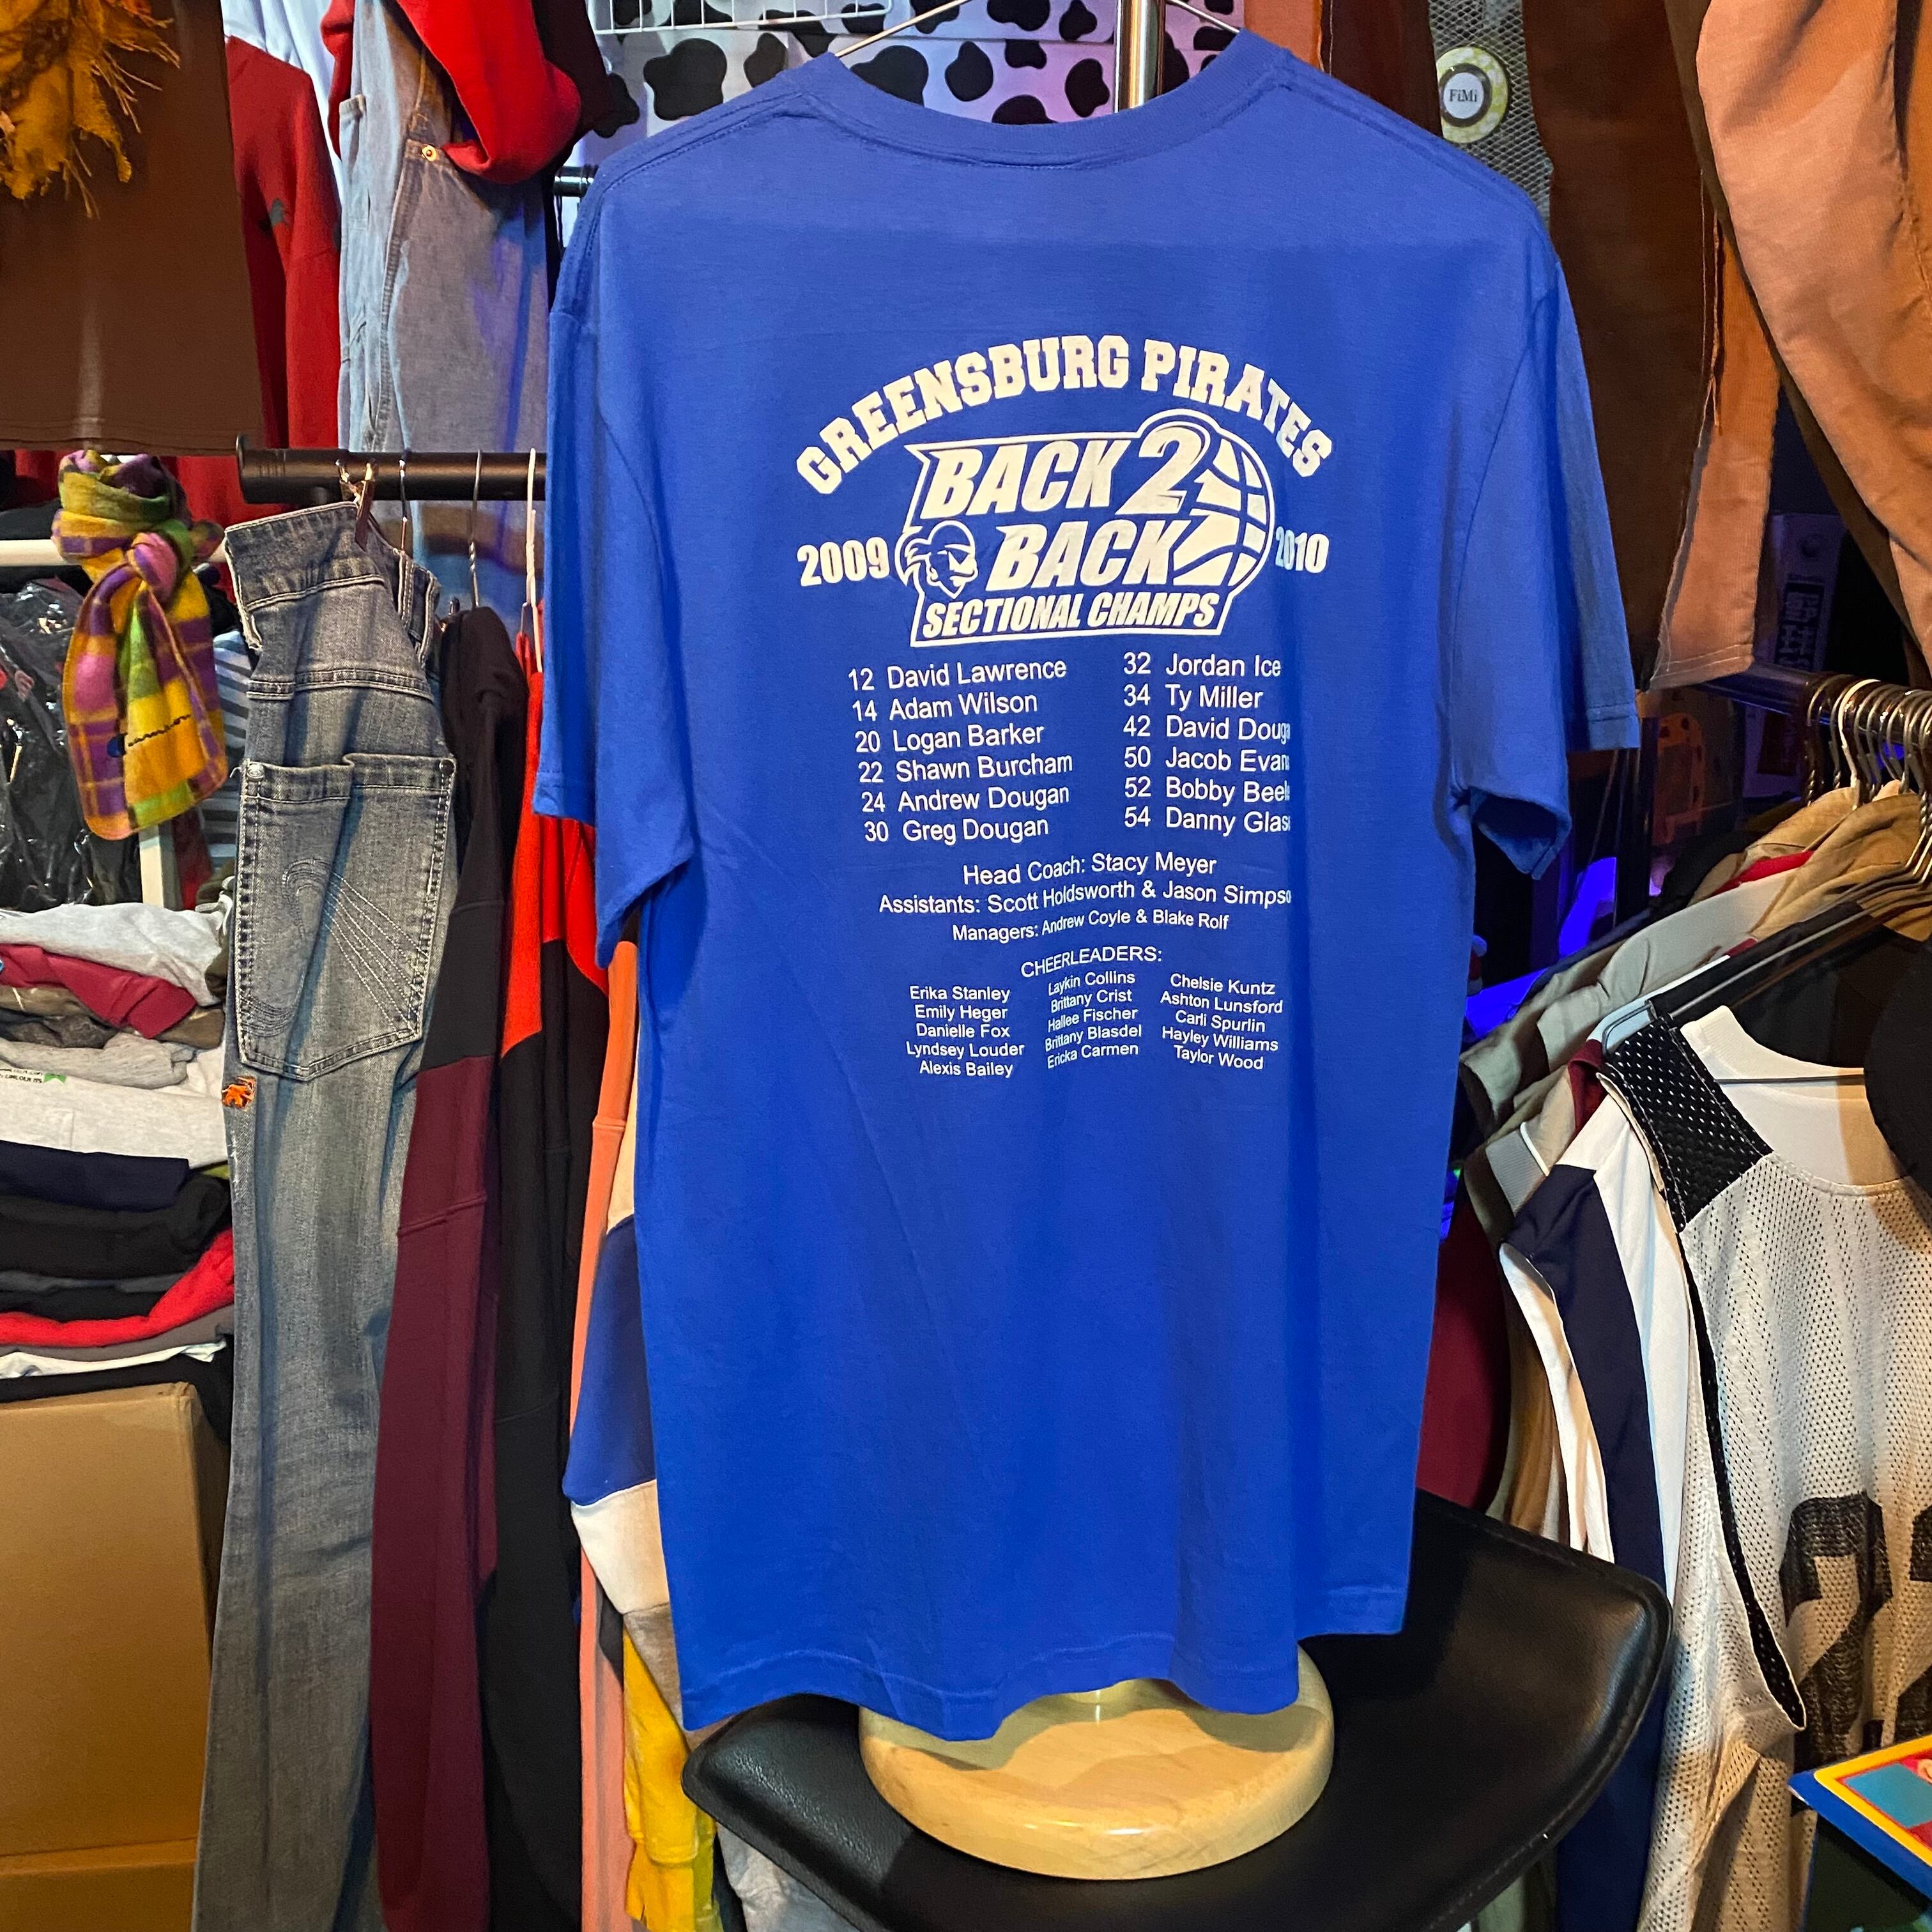 GREENSBURG PIRATES
BACK 2
BACK
2009
2010
SECTIONAL CHAMPS
12 David Lawrence
14 Adam Wilson
20 Logan Barker
22 Shawn Burcham
24 Andrew Dougan
30 Greg Dougan
32 Jordan Ice
34 Ty Miller
42 David Douga
50 Jacob Evan
52 Bobby Beel
54 Danny Glas
Head Coach: Stacy Meyer
Assistants: Scott Holdsworth & Jason Simpso
Managers: Andrew Coyle & Blake Rolf
CHEERLEADERS:
Erika Stanley
Emily Heger
Danielle Fox
Lyndsey Louder
Alexis Bailey
Laykin Collins
Brittany Crist
Hallee Fischer
Brittany Blasdel
Ericka Carmen
Chelsie Kuntz
Ashton Lunsford
Carli Spurlin
Hayley Williams
Taylor Wood
FiMi
Champion